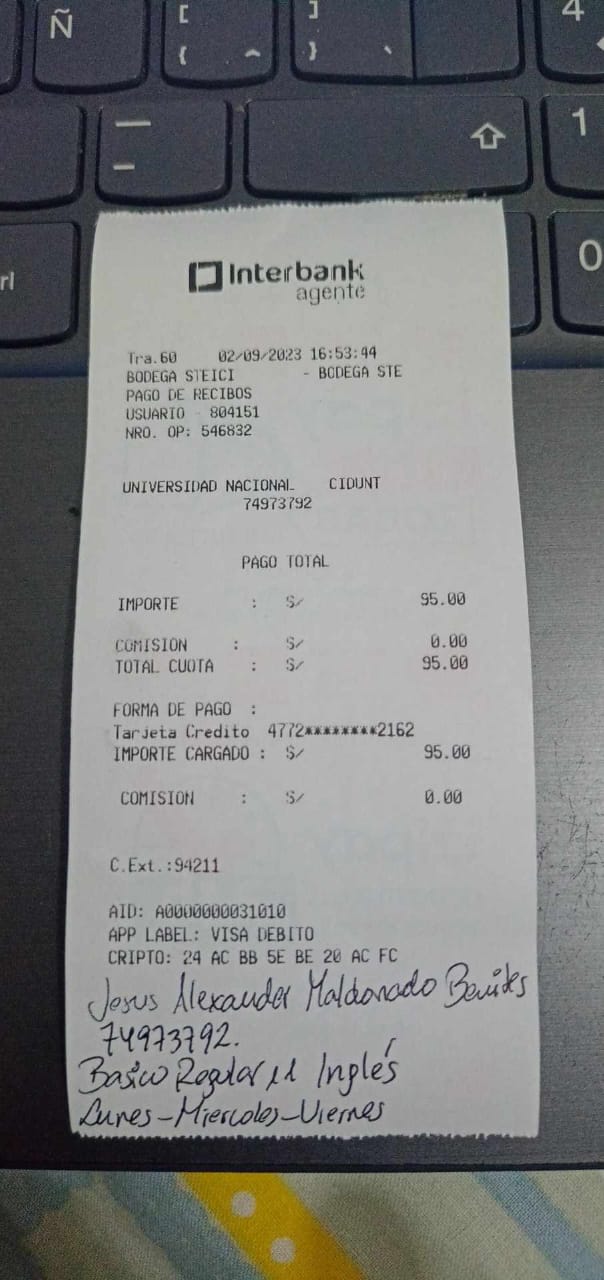 Ñ
[
{
^
]
}
`
4
1
0
rl
Interbank
agente
Tra.60 02/09/2023 16:53:44
BODEGA STEICI - BODEGA STE
PAGO DE RECIBOS
USUARIO - 804151
NRO. OP: 546832
UNIVERSIDAD NACIONAL CIDUNT
74973792
PAGO TOTAL
IMPORTE : S/ 95.00
COMISION : S/ 0.00
TOTAL CUOTA : S/ 95.00
FORMA DE PAGO :
Tarjeta Credito 4772********2162
IMPORTE CARGADO : S/ 95.00
COMISION : S/ 0.00
C.Ext.:94211
AID: A0000000031010
APP LABEL: VISA DEBITO
CRIPTO: 24 AC BB 5E BE 20 AC FC
Jesus Alexander Maldonado Benites
74973792.
Basico Regular Inglés
Lunes-Miercoles-Viernes